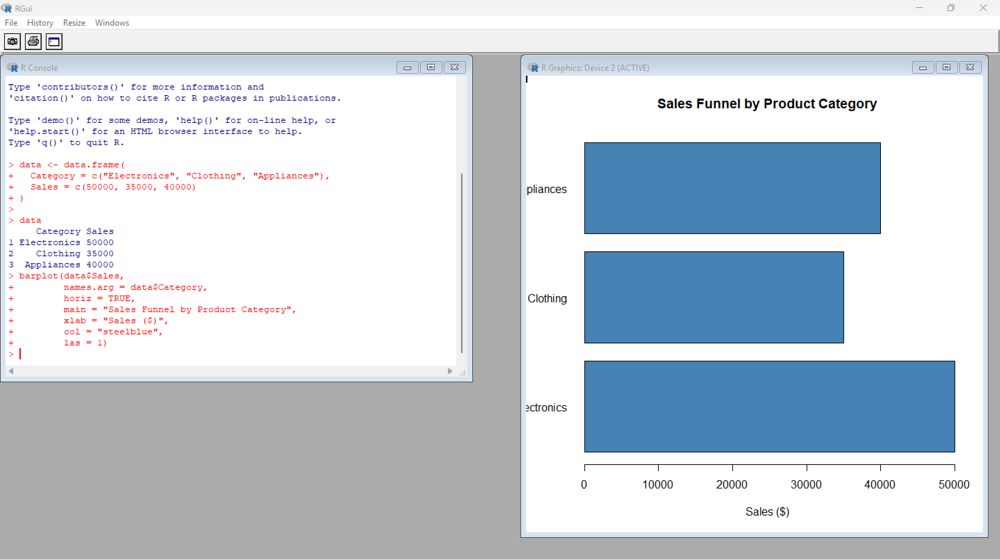 RGui
File History Resize Windows
R Console
Type 'contributors()' for more information and
'citation()' on how to cite R or R packages in publications.
Type 'demo()' for some demos, 'help()' for on-line help, or
'help.start()' for an HTML browser interface to help.
Type 'q()' to quit R.
> data <- data.frame(
+   Category = c("Electronics", "Clothing", "Appliances"),
+   Sales = c(50000, 35000, 40000)
+ )
>
> data
     Category Sales
1 Electronics 50000
2    Clothing 35000
3  Appliances 40000
> barplot(data$Sales,
+         names.arg = data$Category,
+         horiz = TRUE,
+         main = "Sales Funnel by Product Category",
+         xlab = "Sales ($)",
+         col = "steelblue",
+         las = 1)
>
R Graphics: Device 2 (ACTIVE)
Sales Funnel by Product Category
pliances
Clothing
ectronics
0 10000 20000 30000 40000 50000
Sales ($)